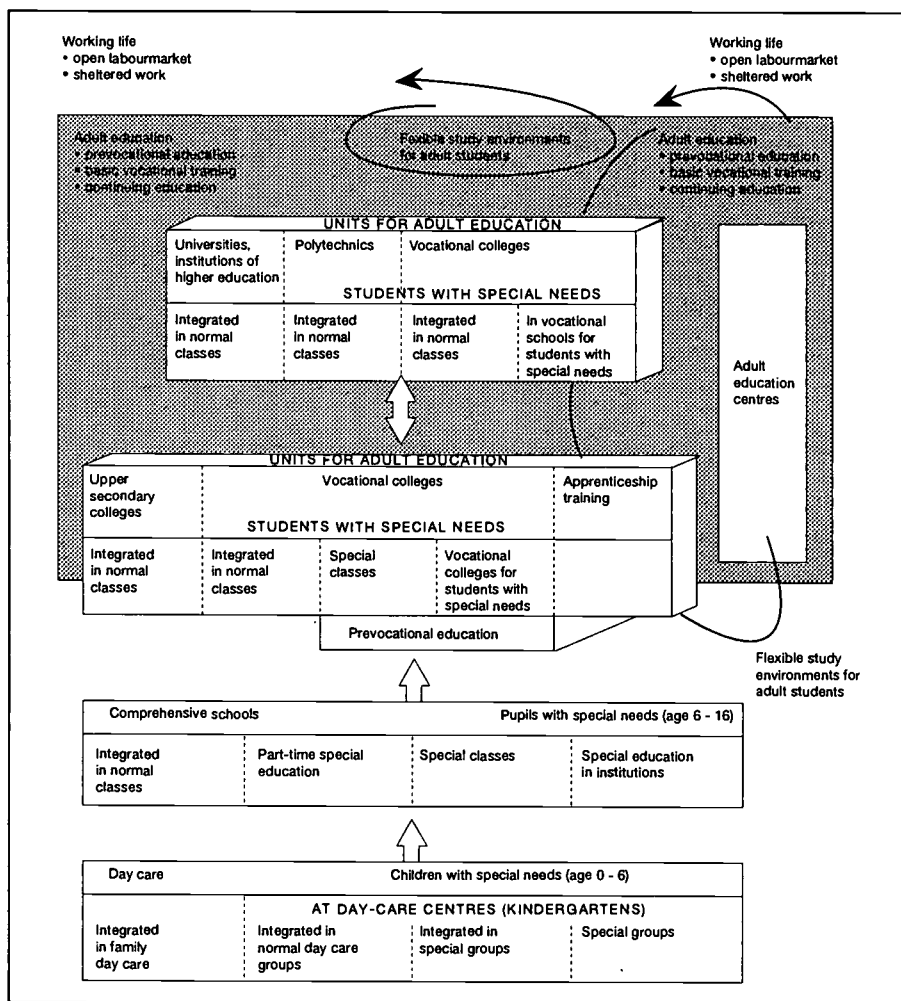 Working life
• open labourmarket
• sheltered work
Working life
• open labourmarket
• sheltered work
Adult education
• prevocational education
• basic vocational training
• continuing education
Flexible study environments
for adult students
Adult education
• prevocational education
• basic vocational training
• continuing education
UNITS FOR ADULT EDUCATION
Universities,
institutions of
higher education
Polytechnics
Vocational colleges
STUDENTS WITH SPECIAL NEEDS
Integrated
in normal
classes
Integrated
in normal
classes
Integrated
in normal
classes
In vocational
schools for
students with
special needs
Adult
education
centres
UNITS FOR ADULT EDUCATION
Upper
secondary
colleges
Vocational colleges
Apprenticeship
training
STUDENTS WITH SPECIAL NEEDS
Integrated
in normal
classes
Integrated
in normal
classes
Special
classes
Vocational
colleges for
students with
special needs
Prevocational education
Flexible study
environments for
adult students
Comprehensive schools
Pupils with special needs (age 6 - 16)
Integrated
in normal
classes
Part-time special
education
Special classes
Special education
in institutions
Day care
Children with special needs (age 0 - 6)
AT DAY-CARE CENTRES (KINDERGARTENS)
Integrated
in family
day care
Integrated in
normal day care
groups
Integrated in
special groups
Special groups